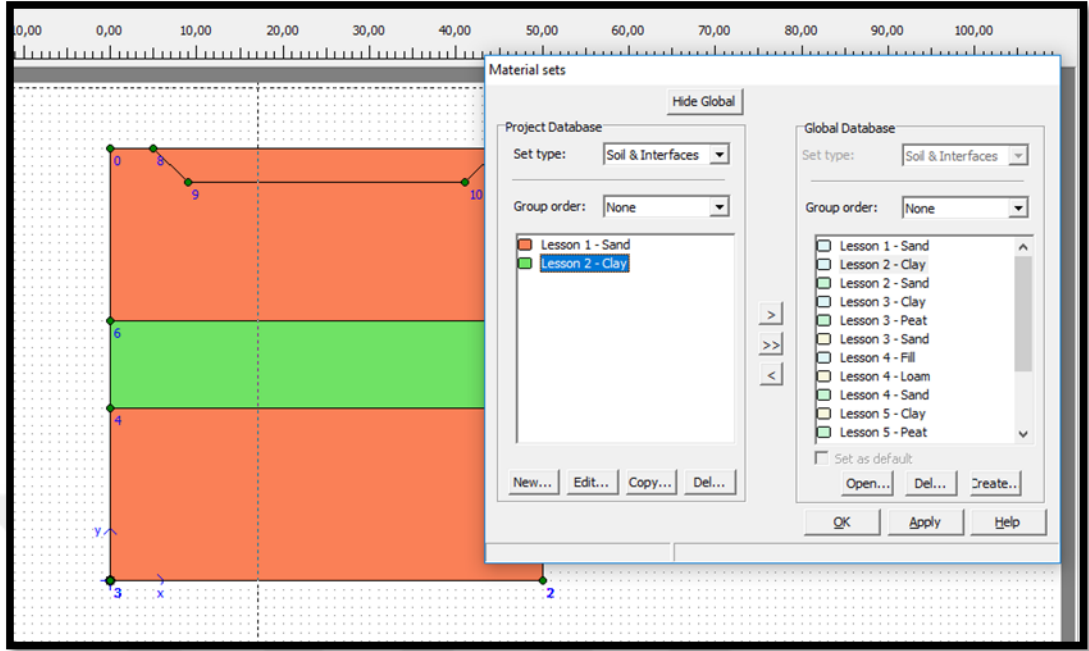 0,00 0,00 10,00 20,00 30,00 40,00 50,00 60,00 70,00 80,00 90,00 100,00
Material sets
Hide Global
Project Database
Global Database
Set type: Soil & Interfaces
Set type: Soil & Interfaces
Group order: None
Group order: None
Lesson 1 - Sand
Lesson 2 - Clay
Lesson 1 - Sand
Lesson 2 - Clay
Lesson 2 - Sand
Lesson 3 - Clay
Lesson 3 - Peat
Lesson 3 - Sand
Lesson 4 - Fill
Lesson 4 - Loam
Lesson 4 - Sand
Lesson 5 - Clay
Lesson 5 - Peat
>
>>
<
Set as default
New... Edit... Copy... Del...
Open... Del... Create..
OK Apply Help
0 8
9 10
6
4
y
3 x 2